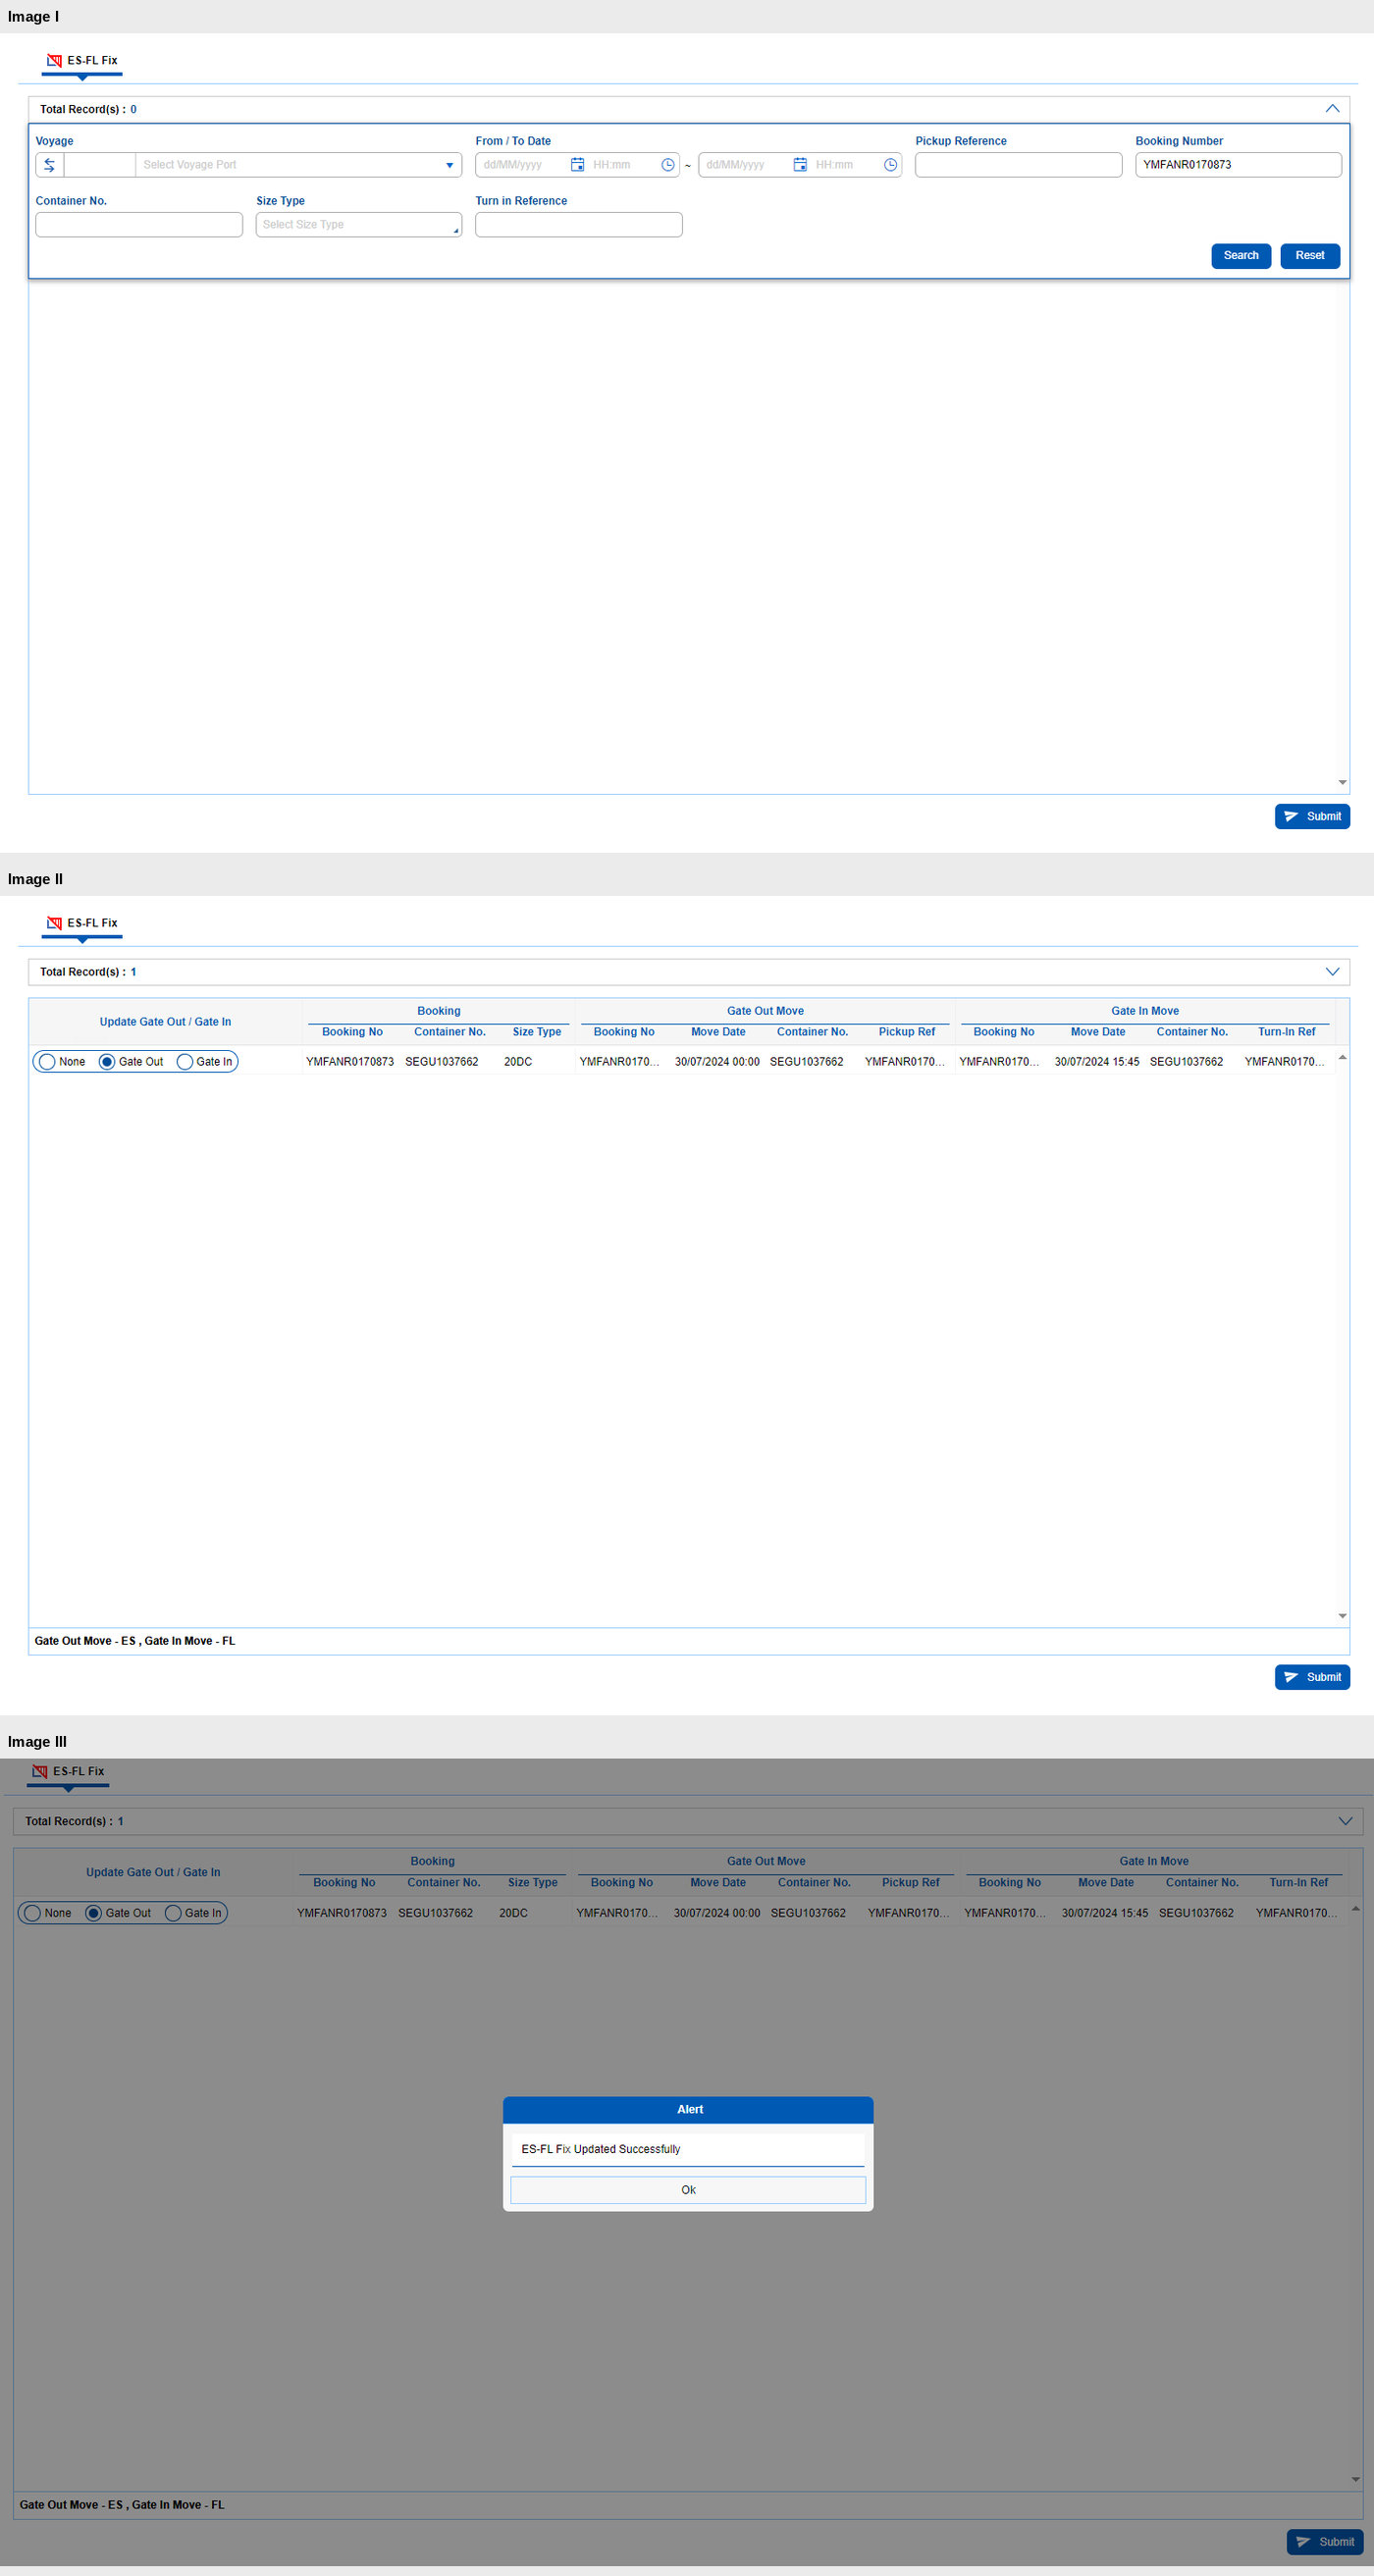 Image I
ES-FL Fix
Total Record(s) : 0
Voyage From / To Date Pickup Reference Booking Number
Select Voyage Port dd/MM/yyyy HH:mm ~ dd/MM/yyyy HH:mm YMFANR0170873
Container No. Size Type Turn in Reference
Select Size Type
Search Reset
Submit
Image II
ES-FL Fix
Total Record(s) : 1
Update Gate Out / Gate In Booking Gate Out Move Gate In Move
Booking No Container No. Size Type Booking No Move Date Container No. Pickup Ref Booking No Move Date Container No. Turn-In Ref
None Gate Out Gate In YMFANR0170873 SEGU1037662 20DC YMFANR0170... 30/07/2024 00:00 SEGU1037662 YMFANR0170... YMFANR0170... 30/07/2024 15:45 SEGU1037662 YMFANR0170...
Gate Out Move - ES , Gate In Move - FL
Submit
Image III
ES-FL Fix
Total Record(s) : 1
Update Gate Out / Gate In Booking Gate Out Move Gate In Move
Booking No Container No. Size Type Booking No Move Date Container No. Pickup Ref Booking No Move Date Container No. Turn-In Ref
None Gate Out Gate In YMFANR0170873 SEGU1037662 20DC YMFANR0170... 30/07/2024 00:00 SEGU1037662 YMFANR0170... YMFANR0170... 30/07/2024 15:45 SEGU1037662 YMFANR0170...
Alert
ES-FL Fix Updated Successfully
Ok
Gate Out Move - ES , Gate In Move - FL
Submit